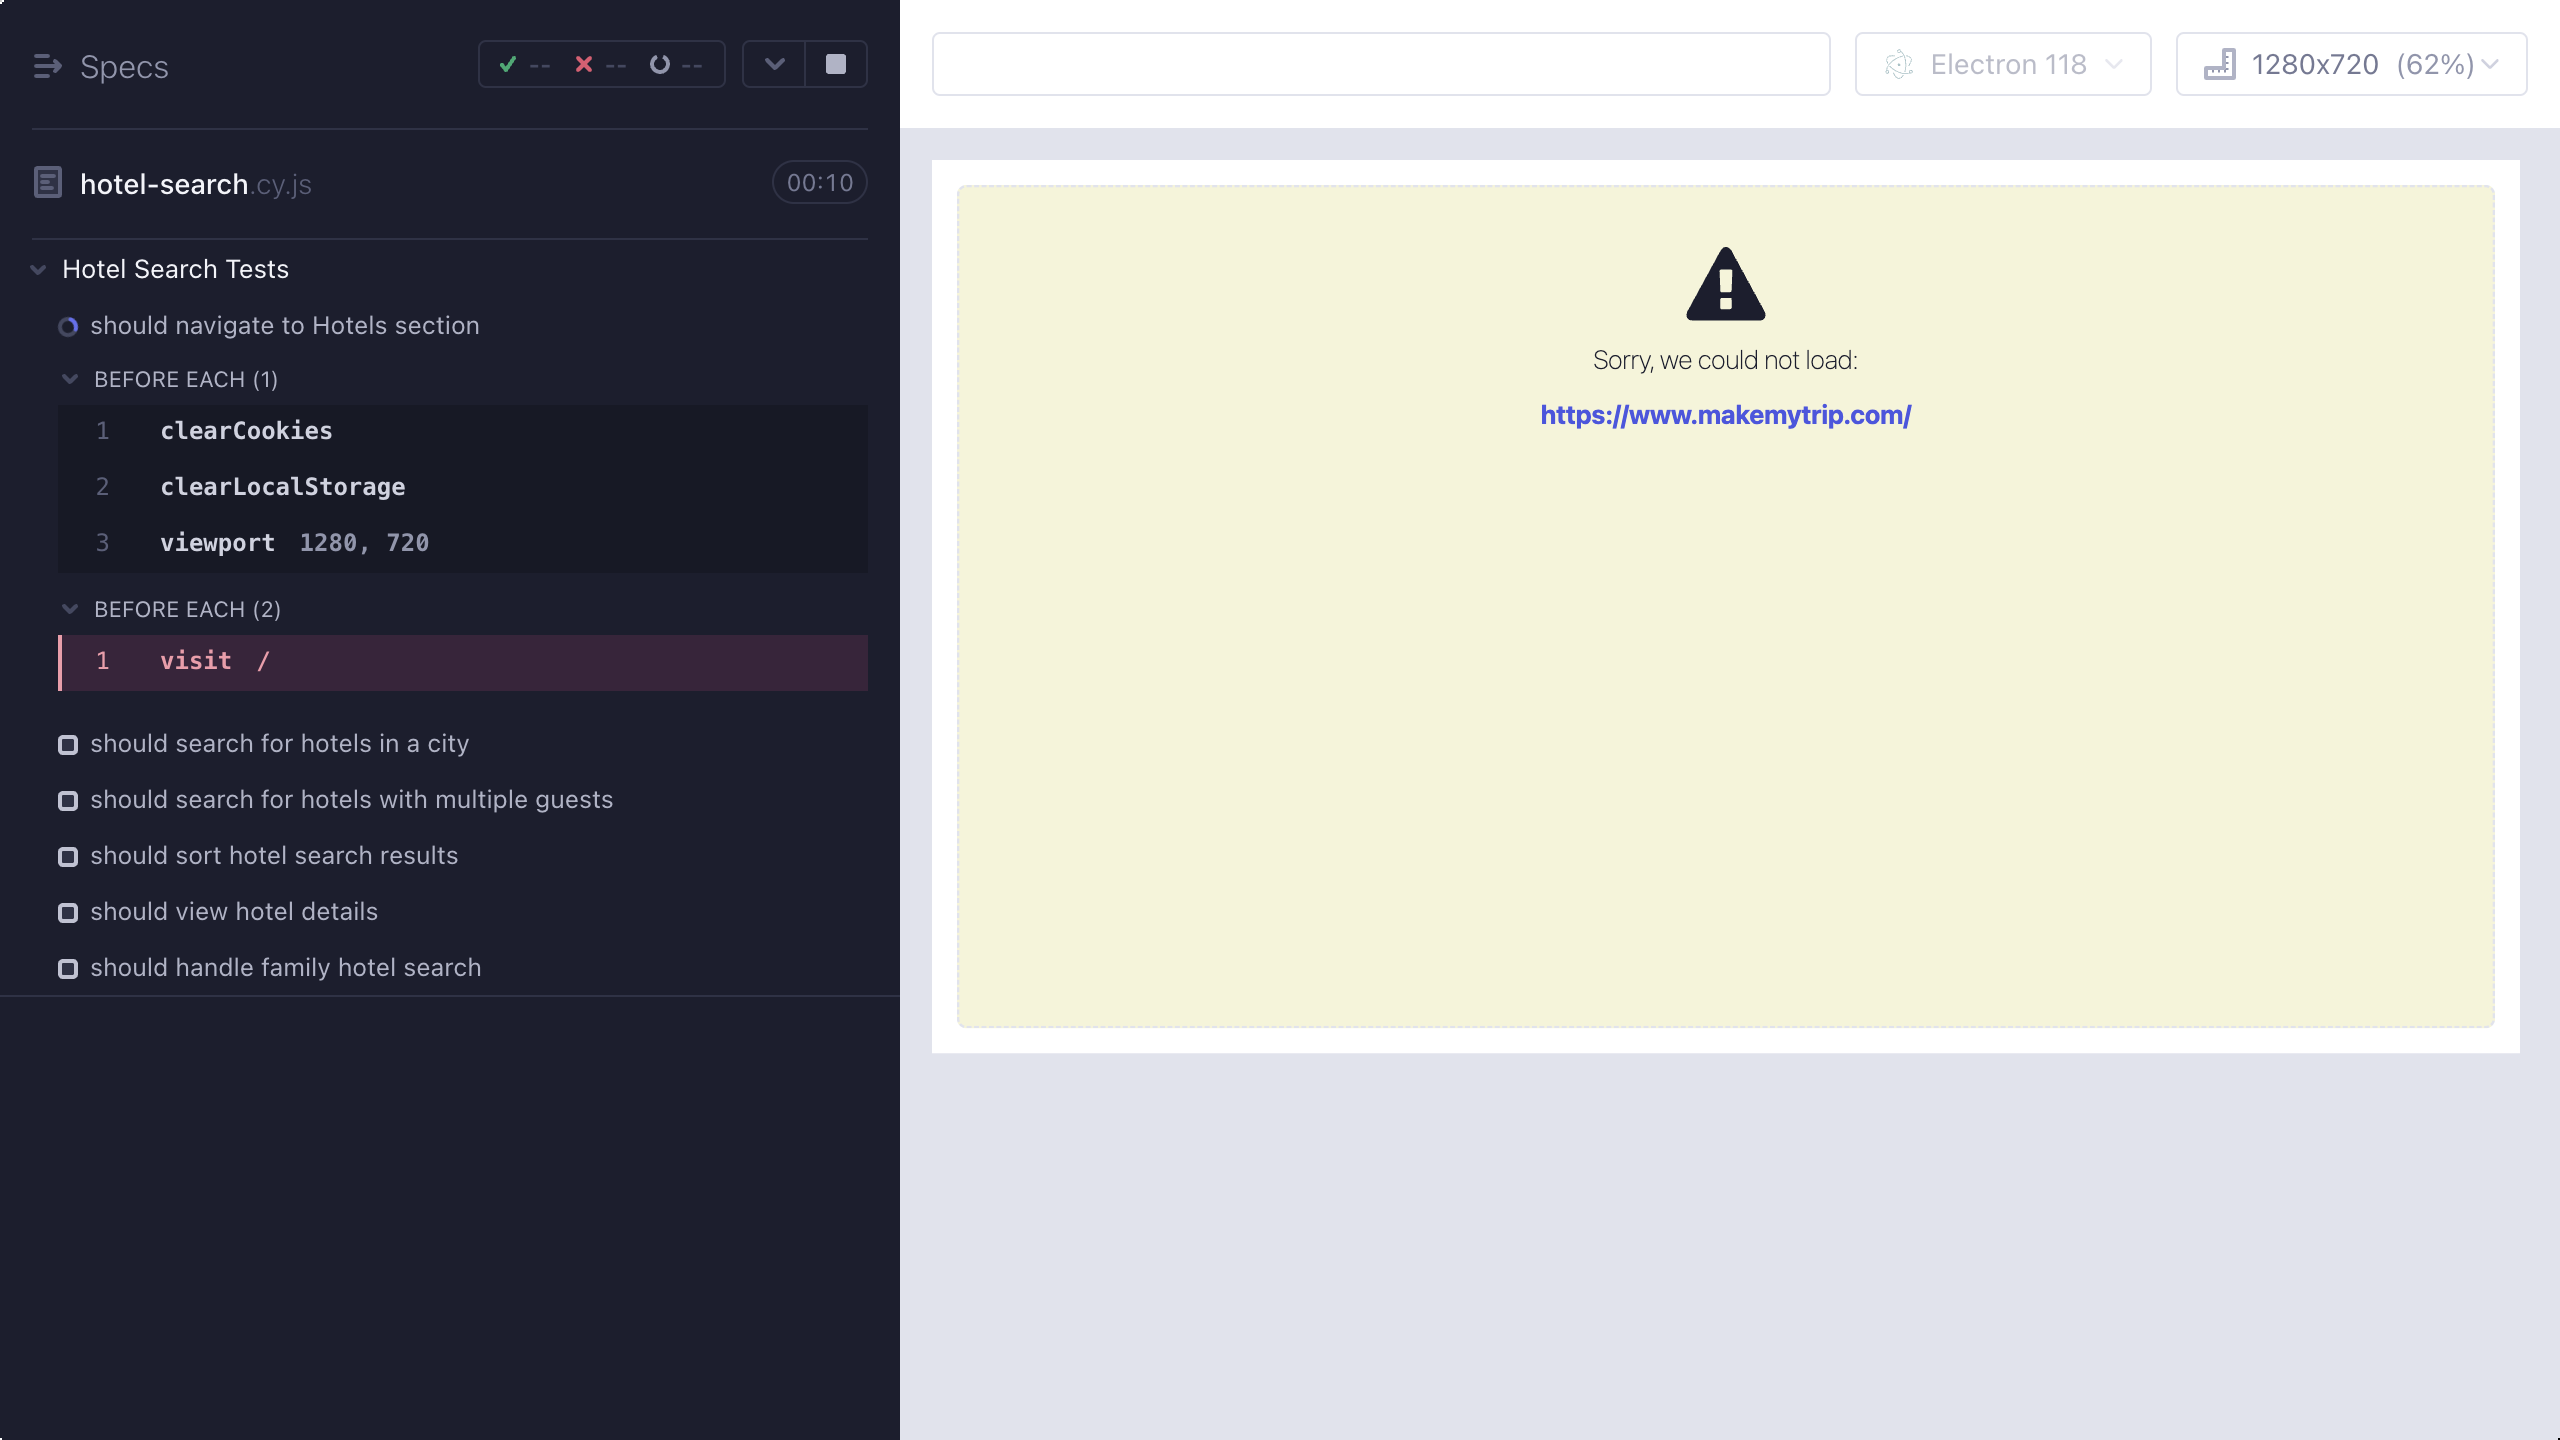 Specs
-- -- --
hotel-search.cy.js
00:10
Hotel Search Tests
should navigate to Hotels section
BEFORE EACH (1)
1 clearCookies
2 clearLocalStorage
3 viewport 1280, 720
BEFORE EACH (2)
1 visit /
should search for hotels in a city
should search for hotels with multiple guests
should sort hotel search results
should view hotel details
should handle family hotel search
Electron 118
1280x720 (62%)
Sorry, we could not load:
https://www.makemytrip.com/